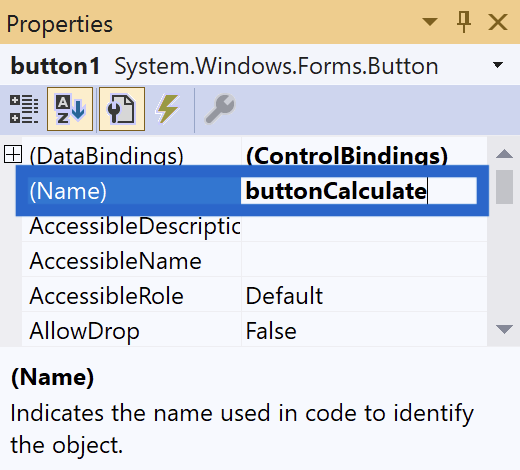 Properties
button1 System.Windows.Forms.Button
A
Z
(DataBindings) (ControlBindings)
(Name) buttonCalculate
AccessibleDescriptic
AccessibleName
AccessibleRole Default
AllowDrop False
(Name)
Indicates the name used in code to identify
the object.